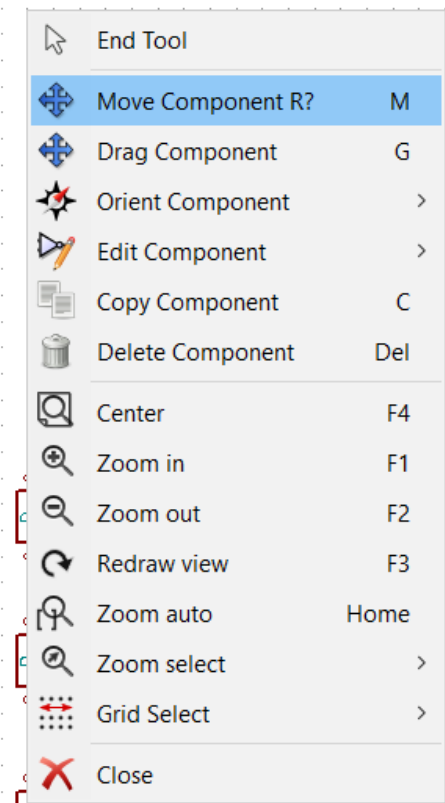 End Tool
Move Component R? M
Drag Component G
Orient Component
Edit Component
Copy Component C
Delete Component Del
Center F4
Zoom in F1
Zoom out F2
Redraw view F3
Zoom auto Home
Zoom select
Grid Select
Close